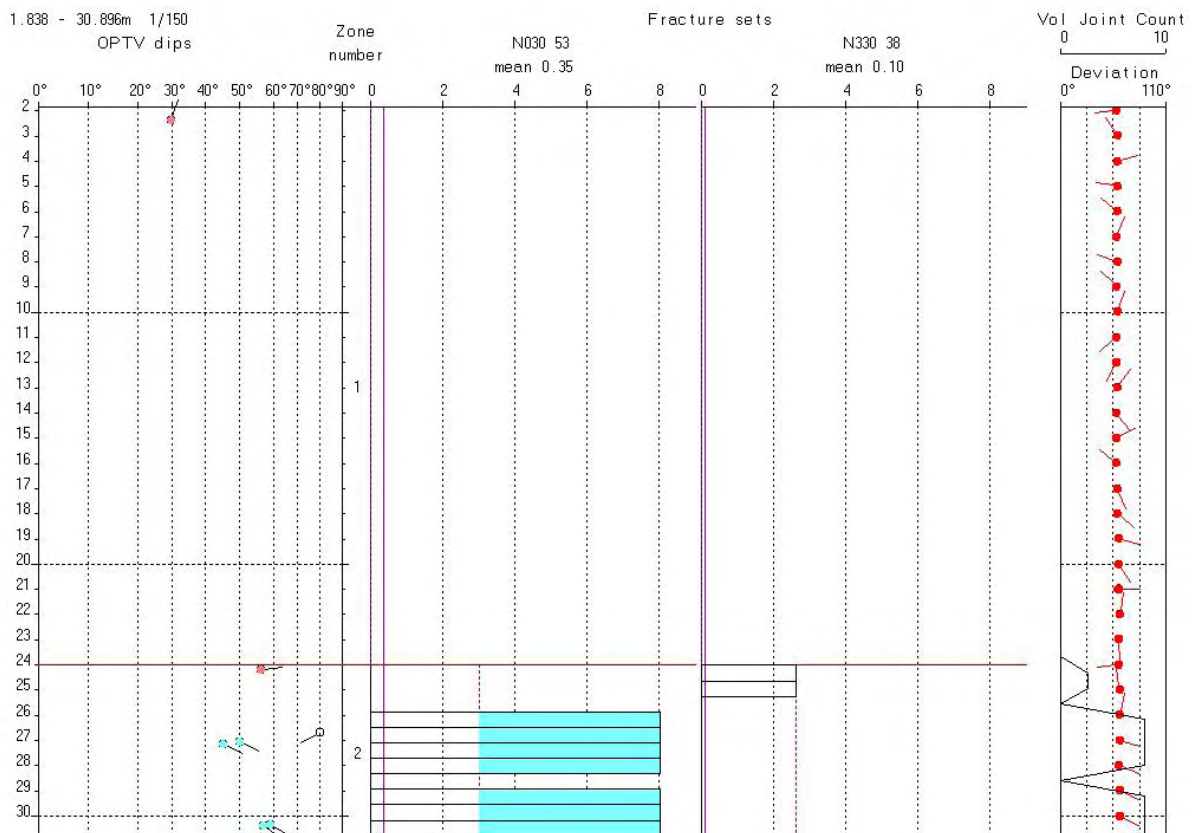 1.838 - 30.896m 1/150
OPTV dips
Zone
number
Fracture sets
N030 53
mean 0.35
N330 38
mean 0.10
Vol Joint Count
0 10
Deviation
0° 10° 20° 30° 40° 50° 60° 70° 80° 90° 0 2 4 6 8 0 2 4 6 8 0° 110°
2
3
4
5
6
7
8
9
10
11
12
13
1
14
15
16
17
18
19
20
21
22
23
24
25
26
27
2
28
29
30